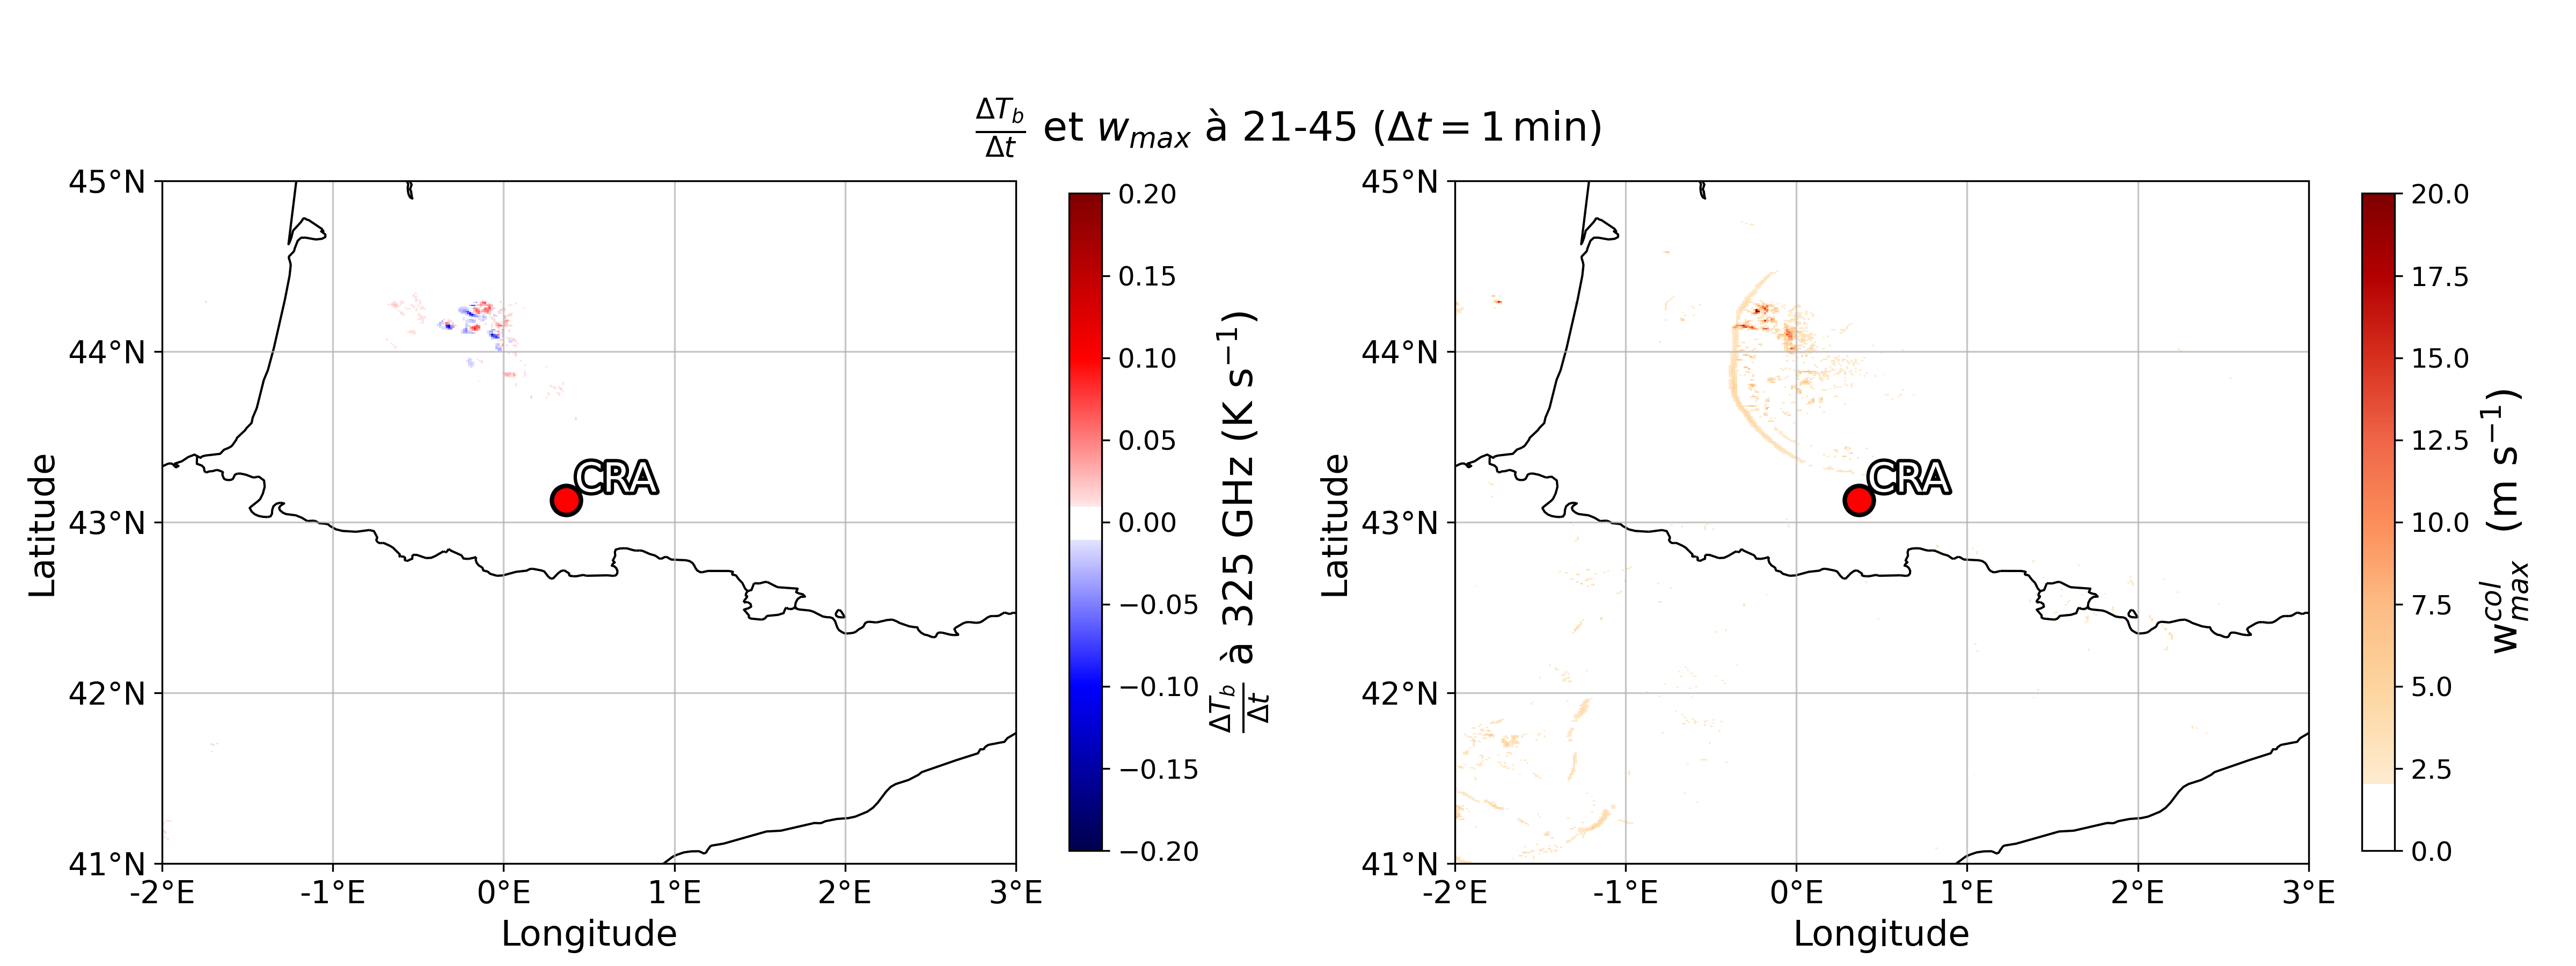 ΔT_b/Δt et w_max à 21-45 (Δt = 1 min)
45°N
44°N
43°N
42°N
41°N
-2°E
-1°E
0°E
1°E
2°E
3°E
Longitude
Latitude
CRA
0.20
0.15
0.10
0.05
0.00
−0.05
−0.10
−0.15
−0.20
ΔT_b/Δt à 325 GHz (K s⁻¹)
45°N
44°N
43°N
42°N
41°N
-2°E
-1°E
0°E
1°E
2°E
3°E
Longitude
Latitude
CRA
20.0
17.5
15.0
12.5
10.0
7.5
5.0
2.5
0.0
w_max^col (m s⁻¹)